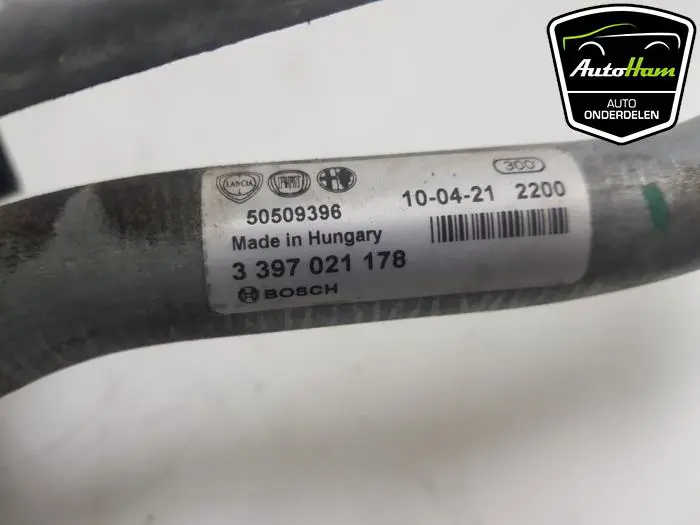 AutoHam
AUTO
ONDERDELEN
300
LANCIA FIAT
50509396
10-04-21 2200
Made in Hungary
3 397 021 178
BOSCH